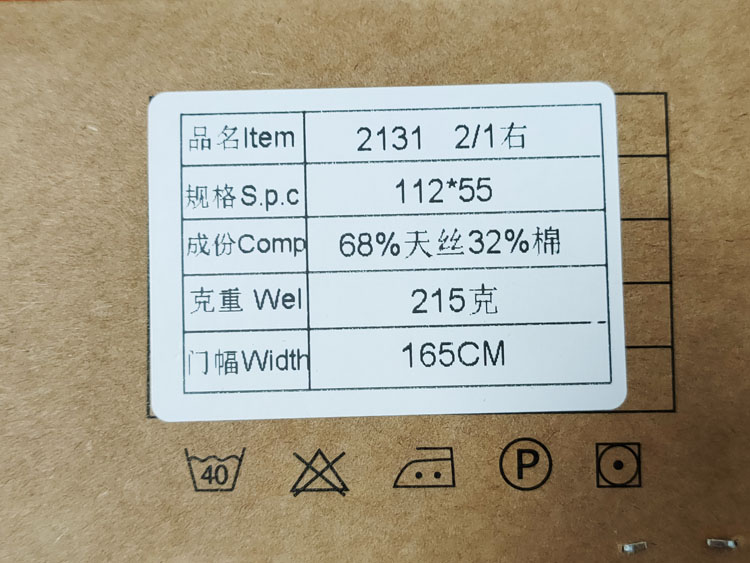 品名Item 2131 2/1右
规格S.p.c 112*55
成份Comp 68%天丝32%棉
克重 Wel 215克
门幅Width 165CM
40 P